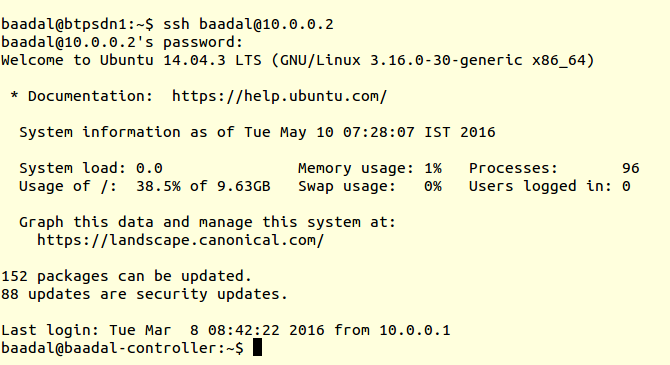 baadal@btpsdn1:~$ ssh baadal@10.0.0.2
baadal@10.0.0.2's password:
Welcome to Ubuntu 14.04.3 LTS (GNU/Linux 3.16.0-30-generic x86_64)
* Documentation:  https://help.ubuntu.com/
System information as of Tue May 10 07:28:07 IST 2016
System load: 0.0               Memory usage: 1%   Processes:       96
Usage of /:  38.5% of 9.63GB   Swap usage:   0%   Users logged in: 0
Graph this data and manage this system at:
https://landscape.canonical.com/
152 packages can be updated.
88 updates are security updates.
Last login: Tue Mar  8 08:42:22 2016 from 10.0.0.1
baadal@baadal-controller:~$